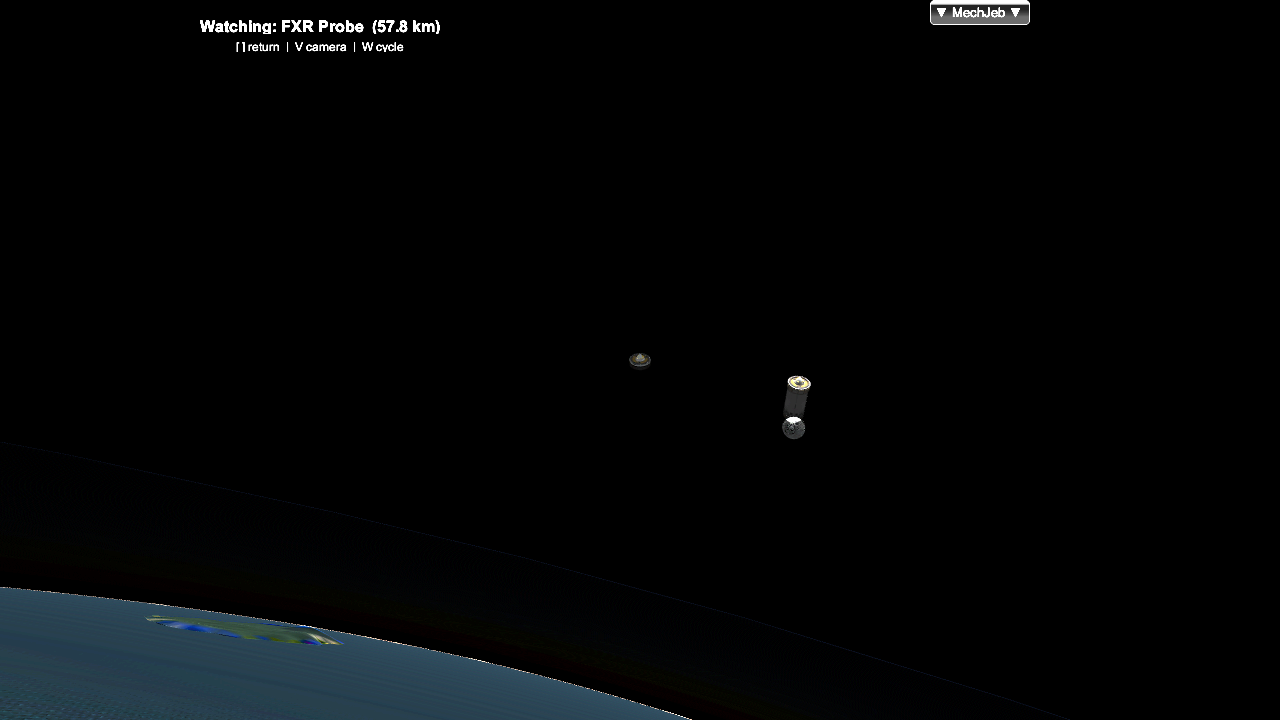 Watching: FXR Probe (57.8 km)
▼ MechJeb ▼
[ ] return | V camera | W cycle